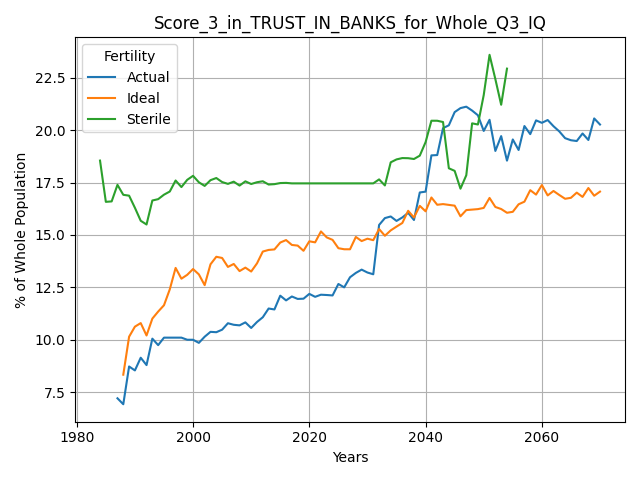 Score_3_in_TRUST_IN_BANKS_for_Whole_Q3_IQ
Fertility
Actual
Ideal
Sterile
% of Whole Population
22.5
20.0
17.5
15.0
12.5
10.0
7.5
1980 2000 2020 2040 2060
Years